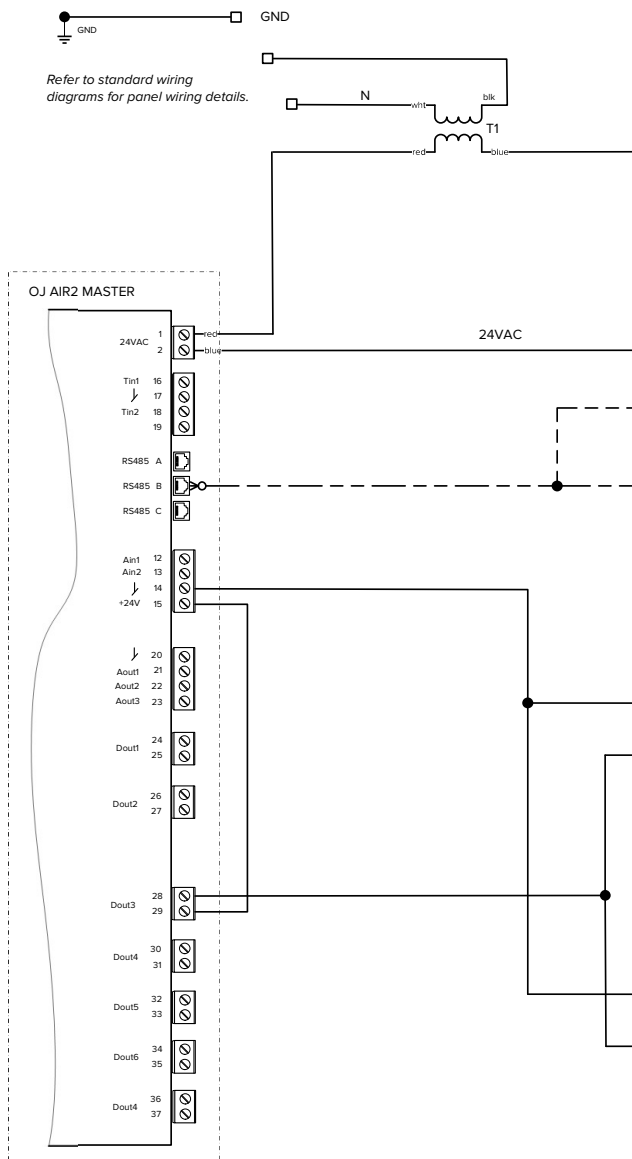 GND
GND
Refer to standard wiring
diagrams for panel wiring details.
N
wht
blk
T1
red
blue
OJ AIR2 MASTER
24VAC
1
red
2
blue
24VAC
Tin1 16
17
Tin2 18
19
RS485 A
RS485 B
RS485 C
Ain1 12
Ain2 13
14
+24V 15
20
Aout1 21
Aout2 22
Aout3 23
Dout1
24
25
Dout2
26
27
Dout3
28
29
Dout4
30
31
Dout5
32
33
Dout6
34
35
Dout4
36
37